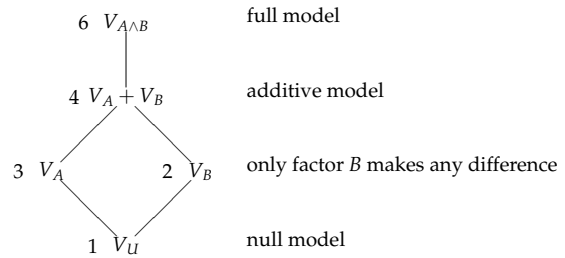 6 V_{A∧B} full model
4 V_A + V_B additive model
3 V_A 2 V_B only factor B makes any difference
1 V_U null model